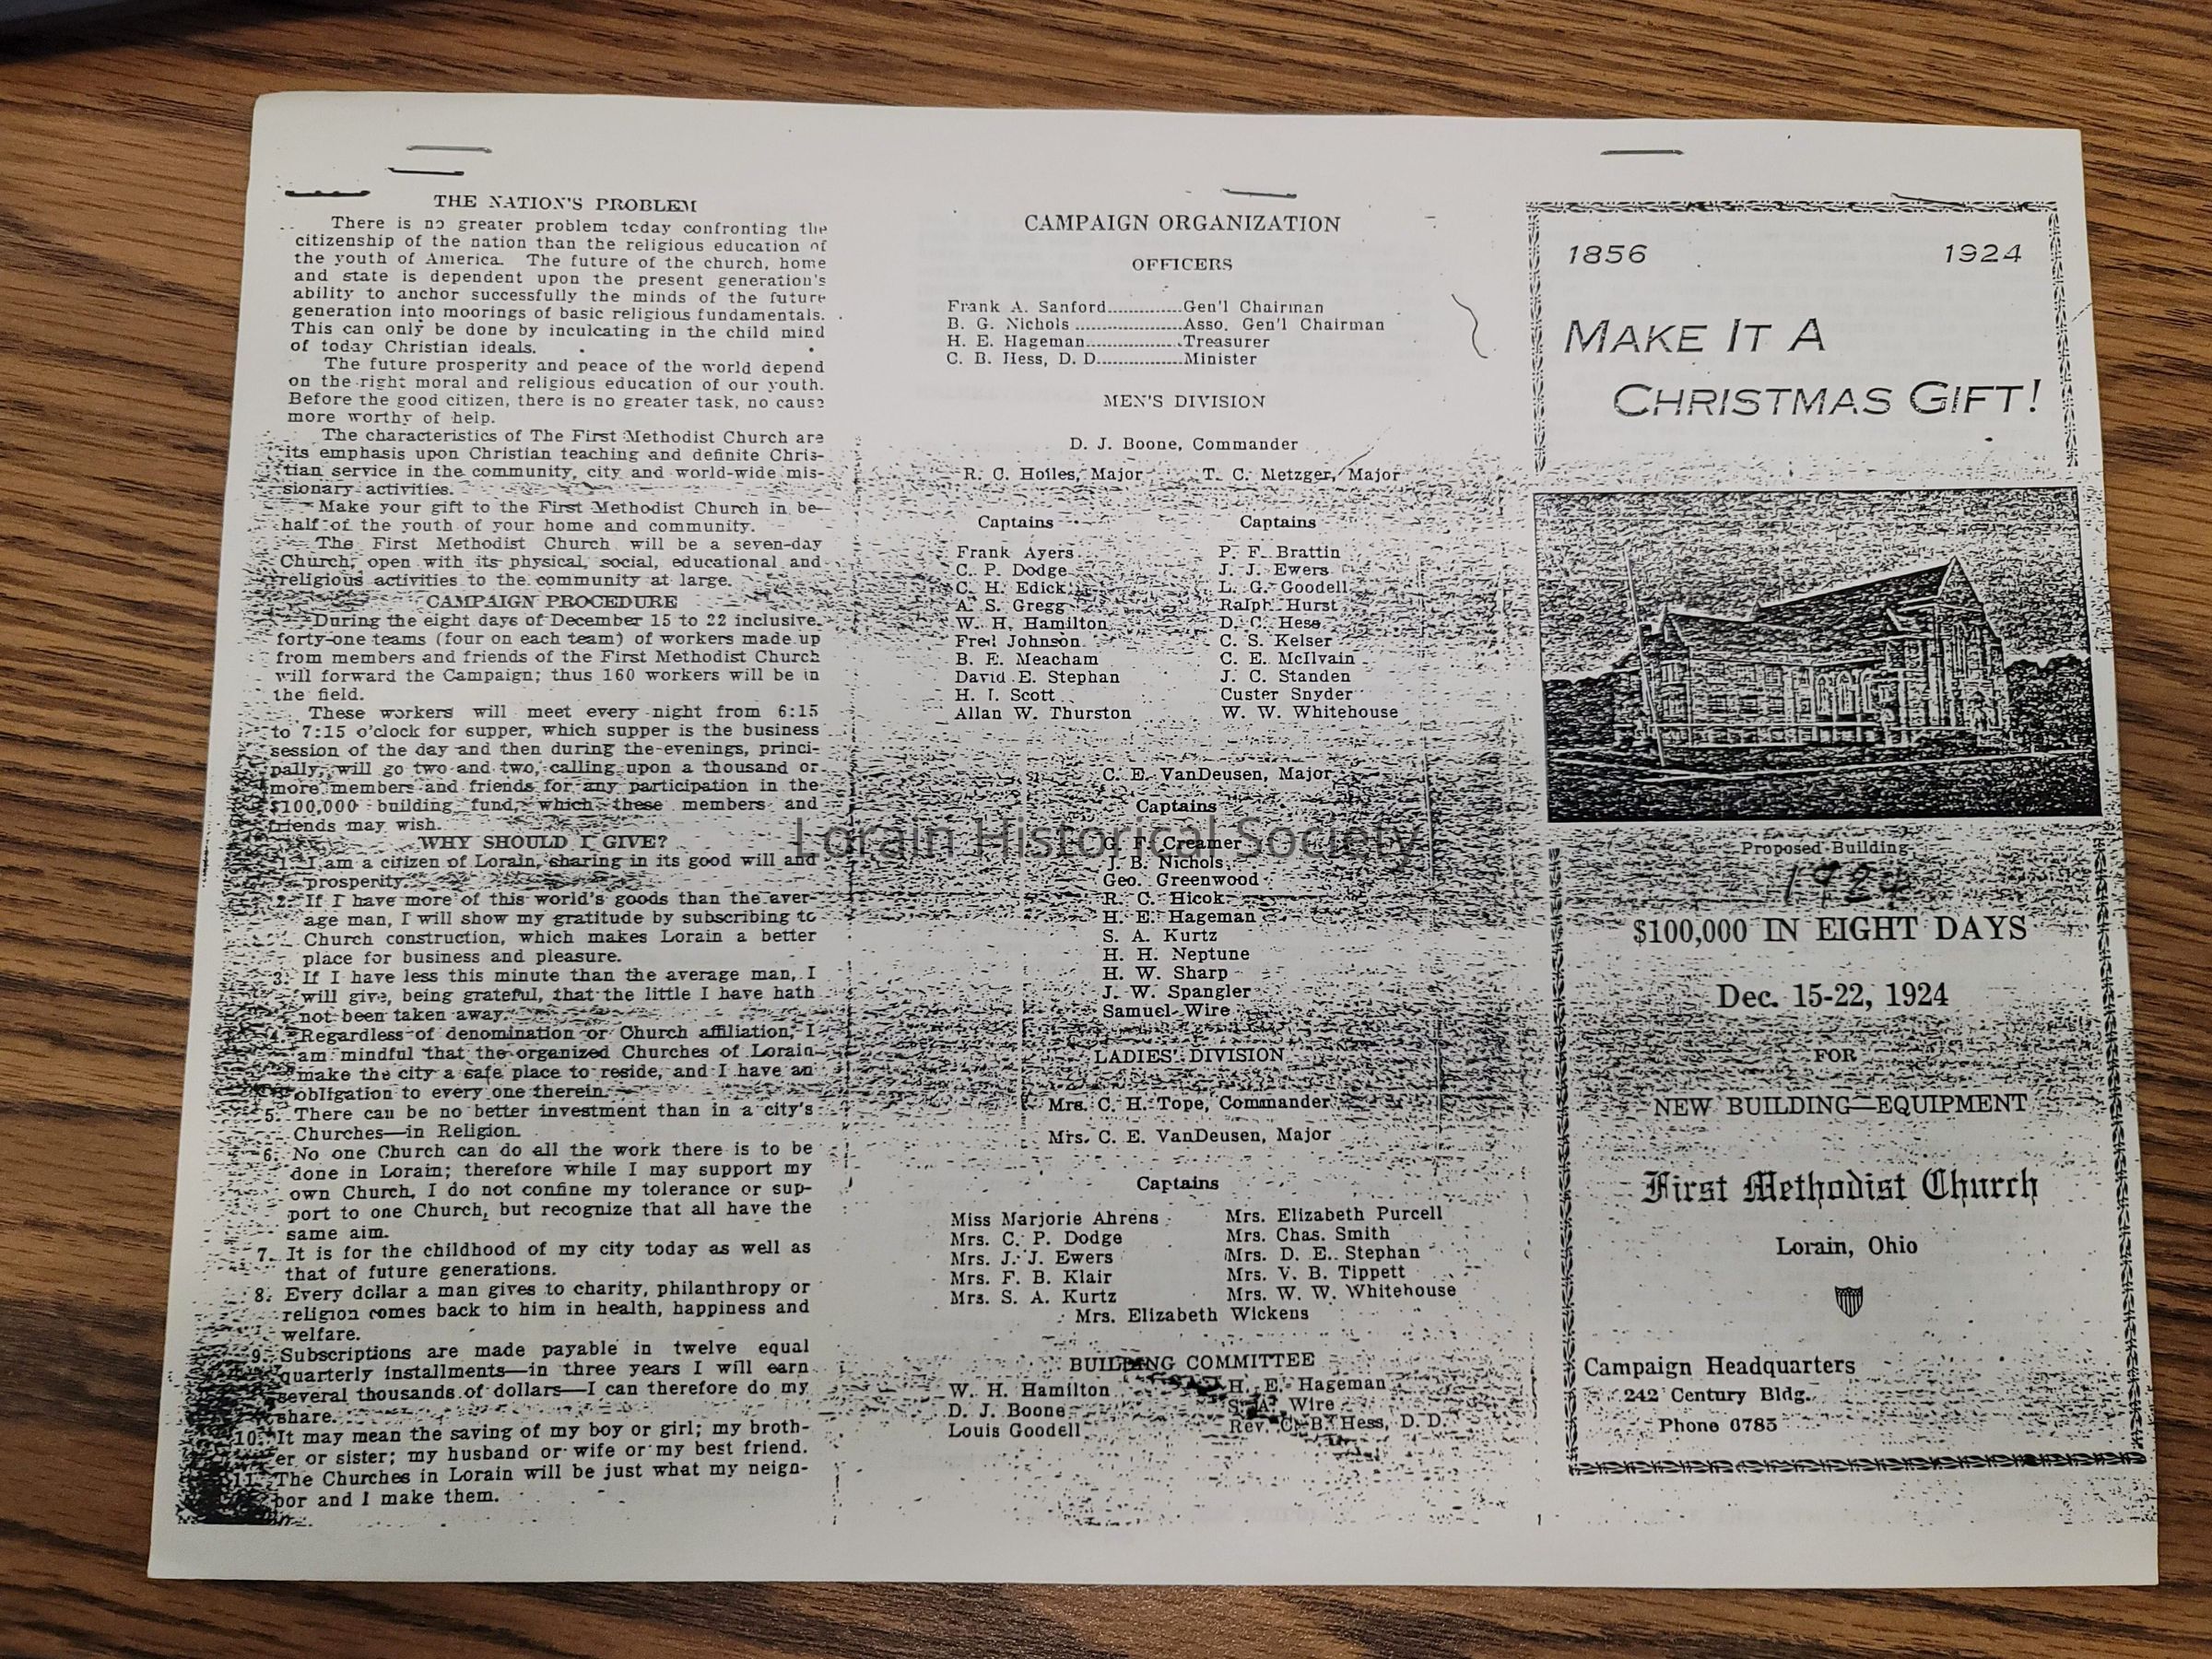 THE NATION'S PROBLEM
There is no greater problem today confronting the
citizenship of the nation than the religious education of
the youth of America. The future of the church, home
and state is dependent upon the present generation's
ability to anchor successfully the minds of the future
generation into moorings of basic religious fundamentals.
This can only be done by inculcating in the child mind
of today Christian ideals.
The future prosperity and peace of the world depend
on the right moral and religious education of our youth.
Before the good citizen, there is no greater task, no cause
more worthy of help.
The characteristics of The First Methodist Church are
its emphasis upon Christian teaching and definite Chris-
tian service in the community, city and world-wide mis-
sionary activities.
Make your gift to the First Methodist Church in be-
half of the youth of your home and community.
The First Methodist Church will be a seven-day
Church, open with its physical, social, educational and
religious activities to the community at large.
CAMPAIGN PROCEDURE
During the eight days of December 15 to 22 inclusive.
forty-one teams (four on each team) of workers made up
from members and friends of the First Methodist Church
will forward the Campaign; thus 160 workers will be in
the field.
These workers will meet every night from 6:15
to 7:15 o'clock for supper, which supper is the business
session of the day and then during the evenings, princi-
pally, will go two and two, calling upon a thousand or
more members and friends for any participation in the
$100,000 building fund, which these members and
friends may wish.
WHY SHOULD I GIVE?
1. I am a citizen of Lorain, sharing in its good will and
prosperity.
2. If I have more of this world's goods than the aver-
age man, I will show my gratitude by subscribing to
Church construction, which makes Lorain a better
place for business and pleasure.
3. If I have less this minute than the average man, I
will give, being grateful, that the little I have hath
not been taken away.
4. Regardless of denomination or Church affiliation, I
am mindful that the organized Churches of Lorain
make the city a safe place to reside, and I have an
obligation to every one therein.
5. There can be no better investment than in a city's
Churches—in Religion.
6. No one Church can do all the work there is to be
done in Lorain; therefore while I may support my
own Church, I do not confine my tolerance or sup-
port to one Church, but recognize that all have the
same aim.
7. It is for the childhood of my city today as well as
that of future generations.
8. Every dollar a man gives to charity, philanthropy or
religion comes back to him in health, happiness and
welfare.
9. Subscriptions are made payable in twelve equal
quarterly installments—in three years I will earn
several thousands of dollars—I can therefore do my
share.
10. It may mean the saving of my boy or girl; my broth-
er or sister; my husband or wife or my best friend.
11. The Churches in Lorain will be just what my neigh-
bor and I make them.
CAMPAIGN ORGANIZATION
OFFICERS
Frank A. Sanford............Gen'l Chairman
B. G. Nichols ......................Asso. Gen'l Chairman
H. E. Hageman...................Treasurer
C. B. Hess, D. D.................Minister
MEN'S DIVISION
D. J. Boone, Commander
R. C. Hoiles, Major T. C. Metzger, Major
Captains Captains
Frank Ayers P. F. Brattin
C. P. Dodge J. J. Ewers
C. H. Edick L. G. Goodell
A. S. Gregg Ralph Hurst
W. H. Hamilton D. C. Hess
Fred Johnson C. S. Kelser
B. E. Meacham C. E. McIlvain
David E. Stephan J. C. Standen
H. I. Scott Custer Snyder
Allan W. Thurston W. W. Whitehouse
C. E. VanDeusen, Major
Captains
G. F. Creamer
J. B. Nichols
Geo. Greenwood
R. C. Hicok
H. E. Hageman
S. A. Kurtz
H. H. Neptune
H. W. Sharp
J. W. Spangler
Samuel Wire
LADIES' DIVISION
Mrs. C. H. Tope, Commander
Mrs. C. E. VanDeusen, Major
Captains
Miss Marjorie Ahrens Mrs. Elizabeth Purcell
Mrs. C. P. Dodge Mrs. Chas. Smith
Mrs. J. J. Ewers Mrs. D. E. Stephan
Mrs. F. B. Klair Mrs. V. B. Tippett
Mrs. S. A. Kurtz Mrs. W. W. Whitehouse
Mrs. Elizabeth Wickens
BUILDING COMMITTEE
W. H. Hamilton H. E. Hageman
D. J. Boone S. A. Wire
Louis Goodell Rev. C. B. Hess, D. D.
1856 1924
MAKE IT A
CHRISTMAS GIFT!
Proposed Building
1924
$100,000 IN EIGHT DAYS
Dec. 15-22, 1924
FOR
NEW BUILDING—EQUIPMENT
First Methodist Church
Lorain, Ohio
Campaign Headquarters
242 Century Bldg.
Phone 6785
Lorain Historical Society